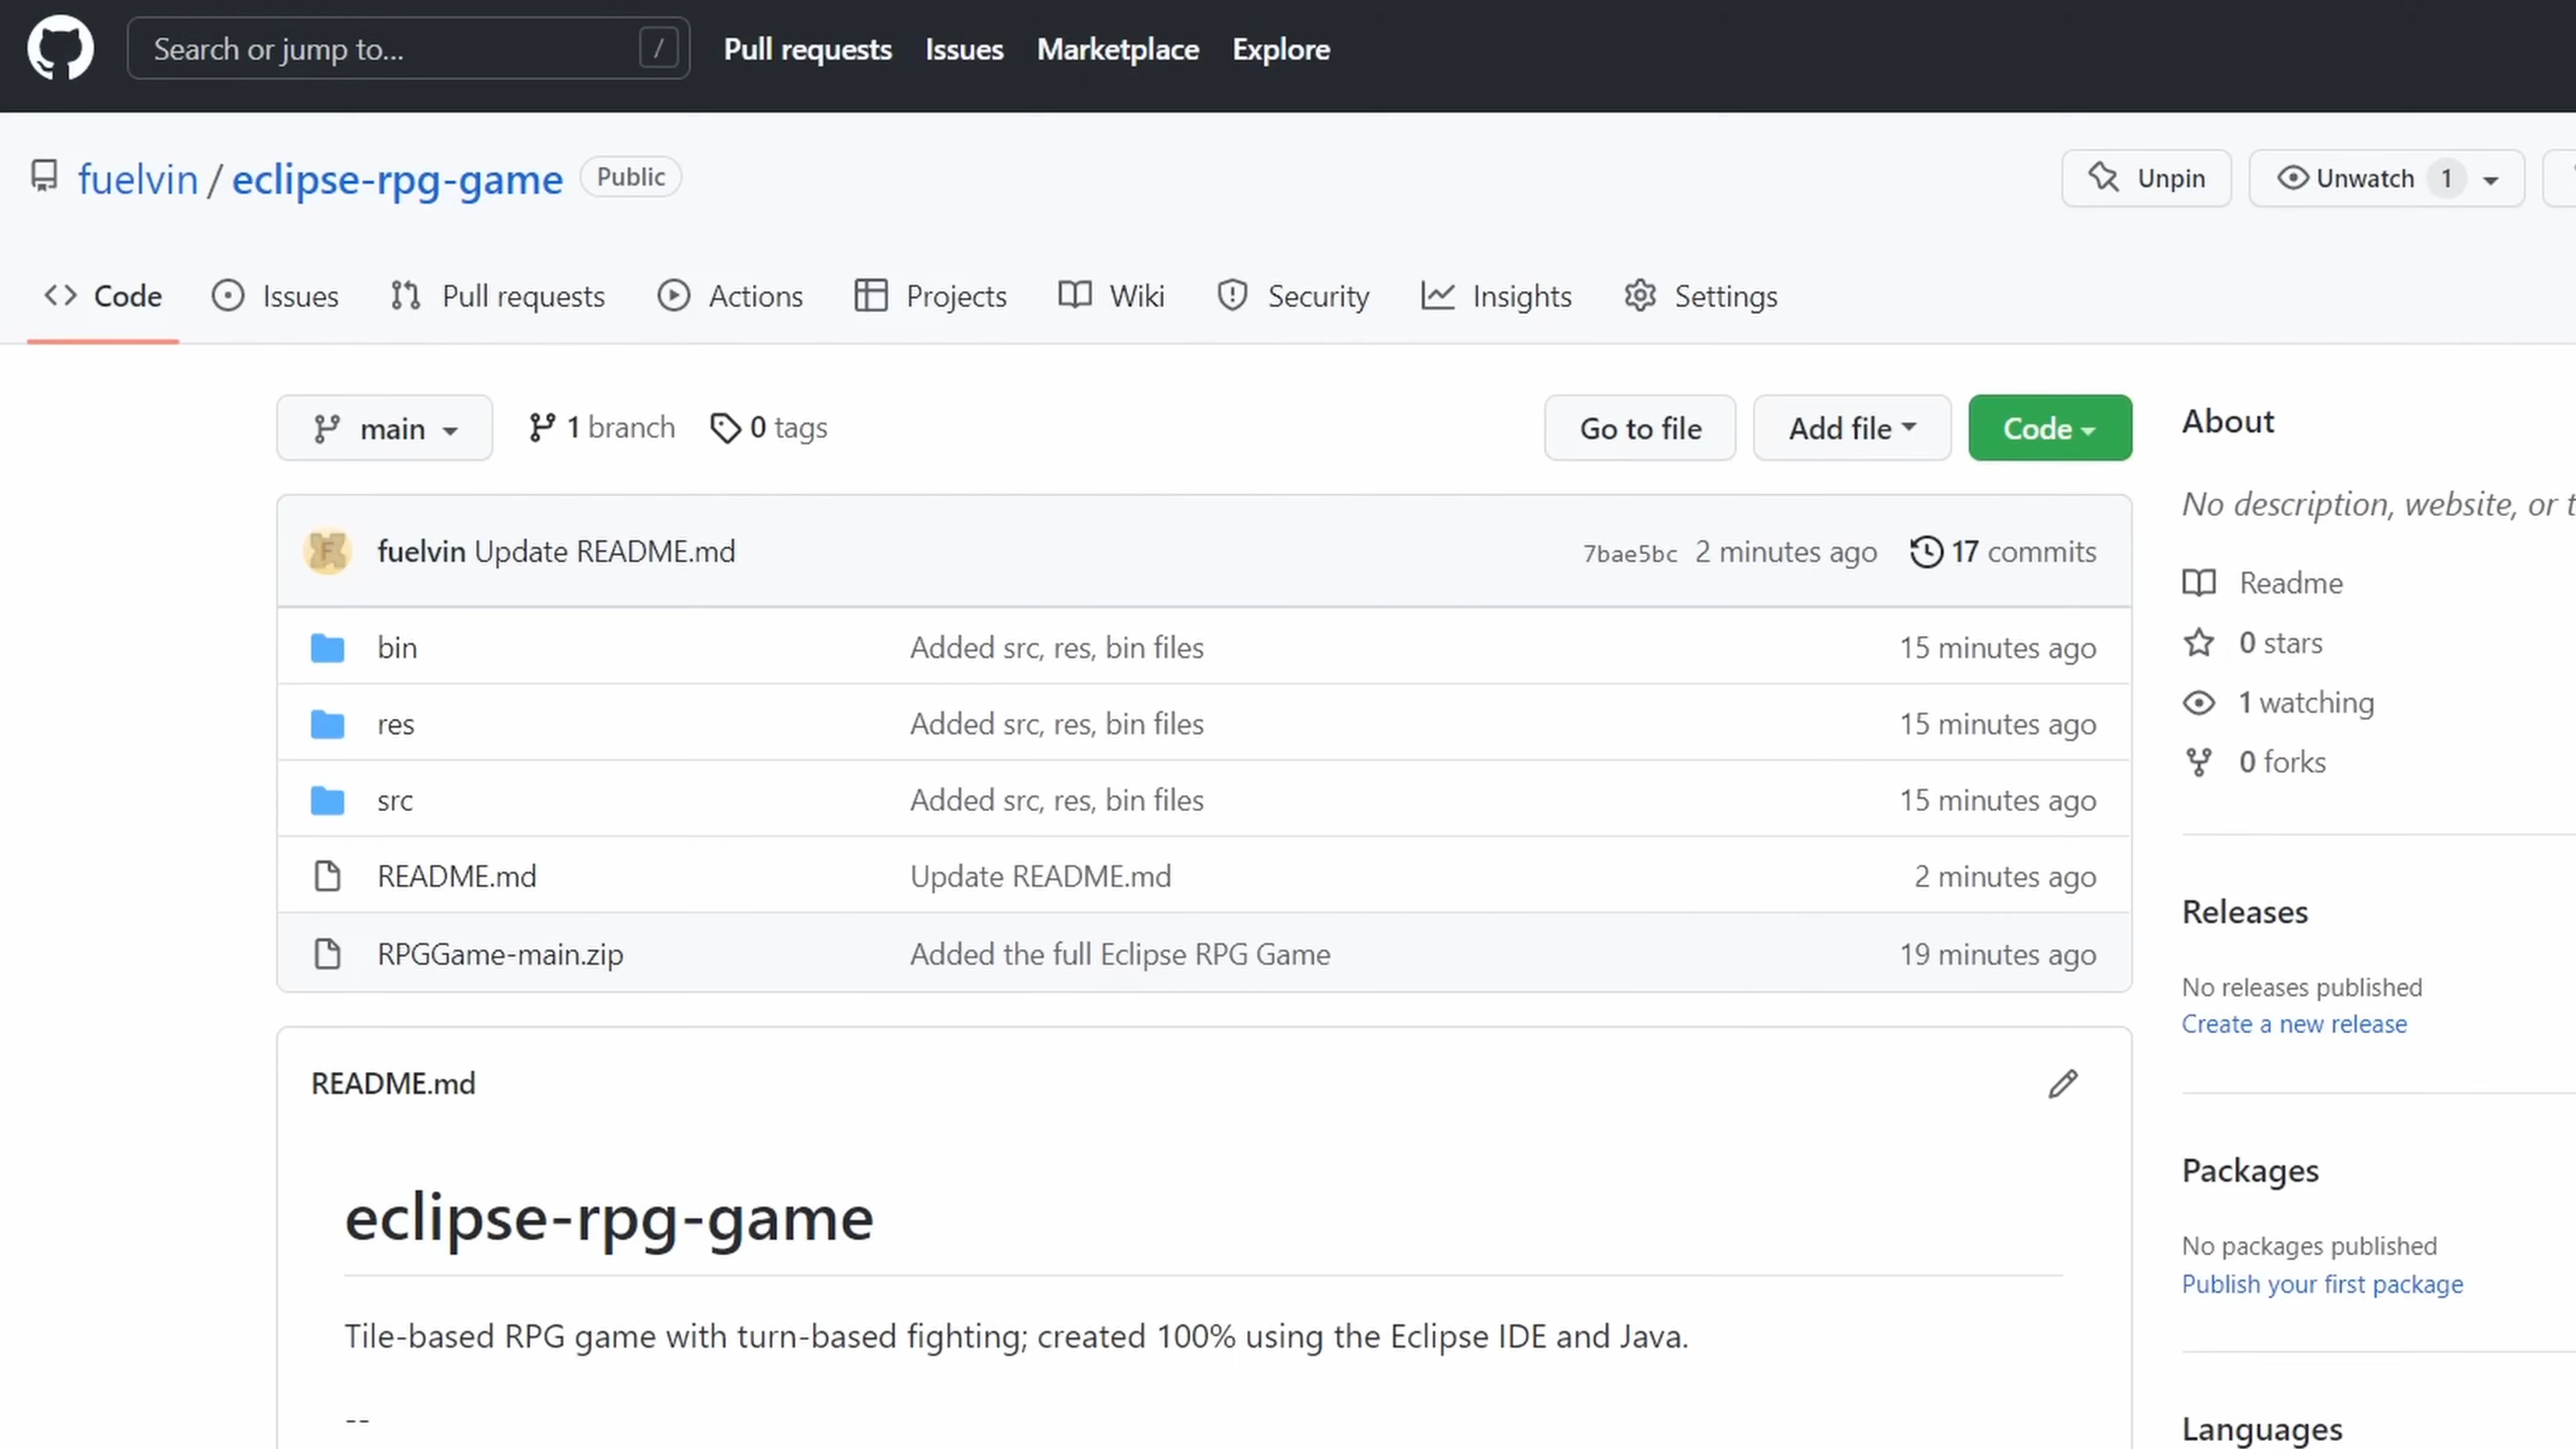 Search or jump to... / Pull requests Issues Marketplace Explore
fuelvin / eclipse-rpg-game Public Unpin Unwatch 1
Code Issues Pull requests Actions Projects Wiki Security Insights Settings
main 1 branch 0 tags Go to file Add file Code
fuelvin Update README.md 7bae5bc 2 minutes ago 17 commits
bin Added src, res, bin files 15 minutes ago
res Added src, res, bin files 15 minutes ago
src Added src, res, bin files 15 minutes ago
README.md Update README.md 2 minutes ago
RPGGame-main.zip Added the full Eclipse RPG Game 19 minutes ago
README.md
eclipse-rpg-game
Tile-based RPG game with turn-based fighting; created 100% using the Eclipse IDE and Java.
--
About
No description, website, or
Readme
0 stars
1 watching
0 forks
Releases
No releases published
Create a new release
Packages
No packages published
Publish your first package
Languages